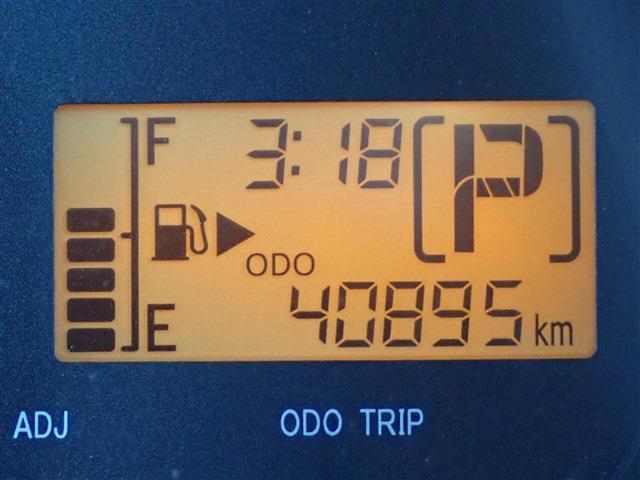 F 3:18 [P]
ODO
E 40895 km
ADJ ODO TRIP